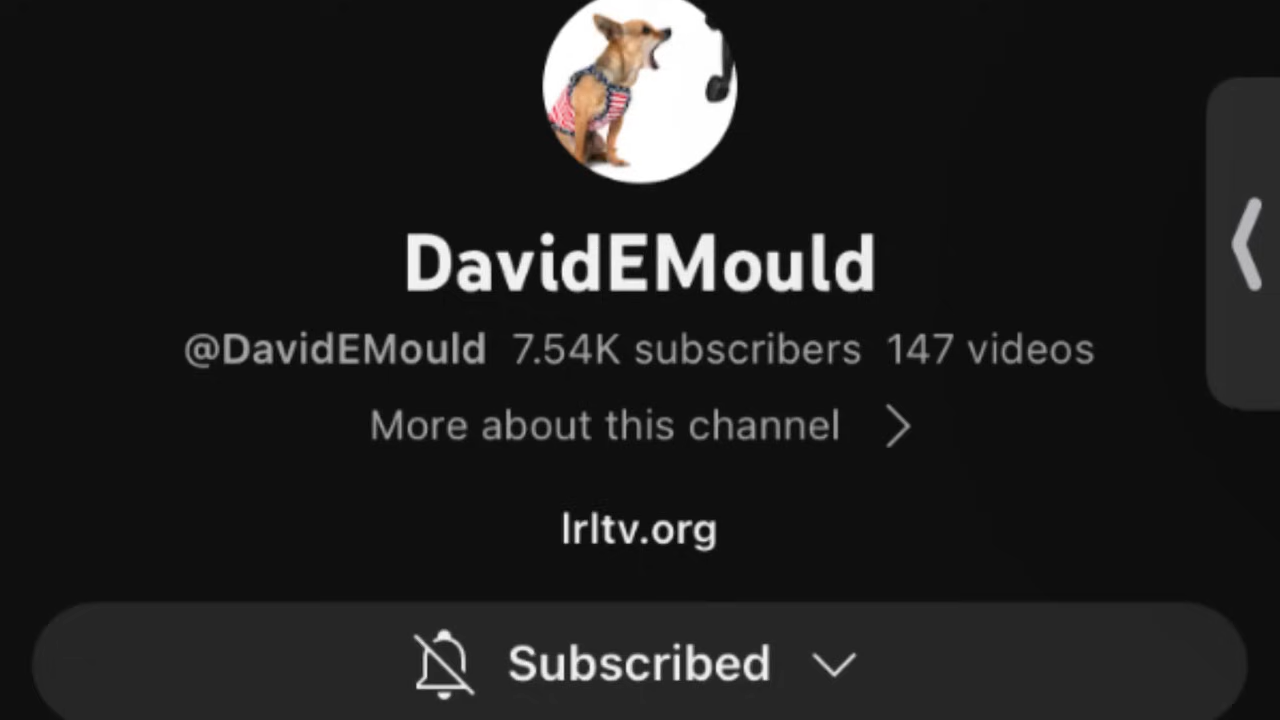 DavidEMould
@DavidEMould 7.54K subscribers 147 videos
More about this channel
lrltv.org
Subscribed